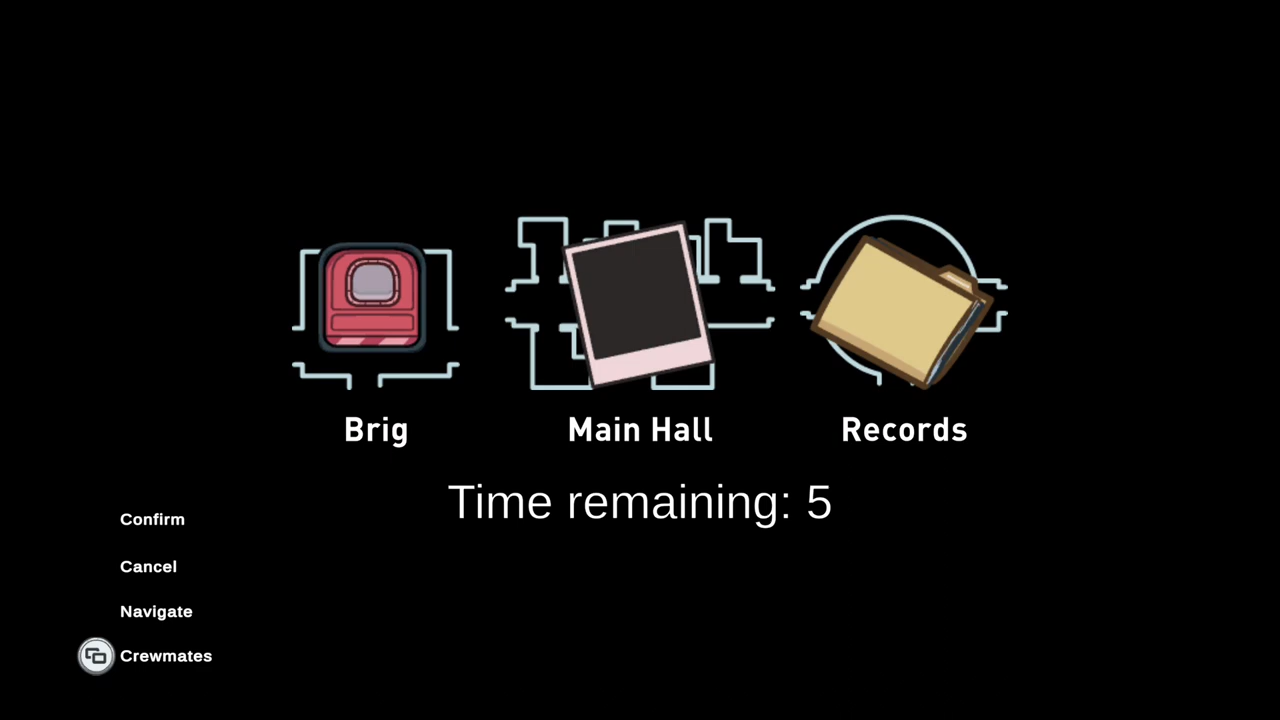 Brig
Main Hall
Records
Time remaining: 5
Confirm
Cancel
Navigate
Crewmates